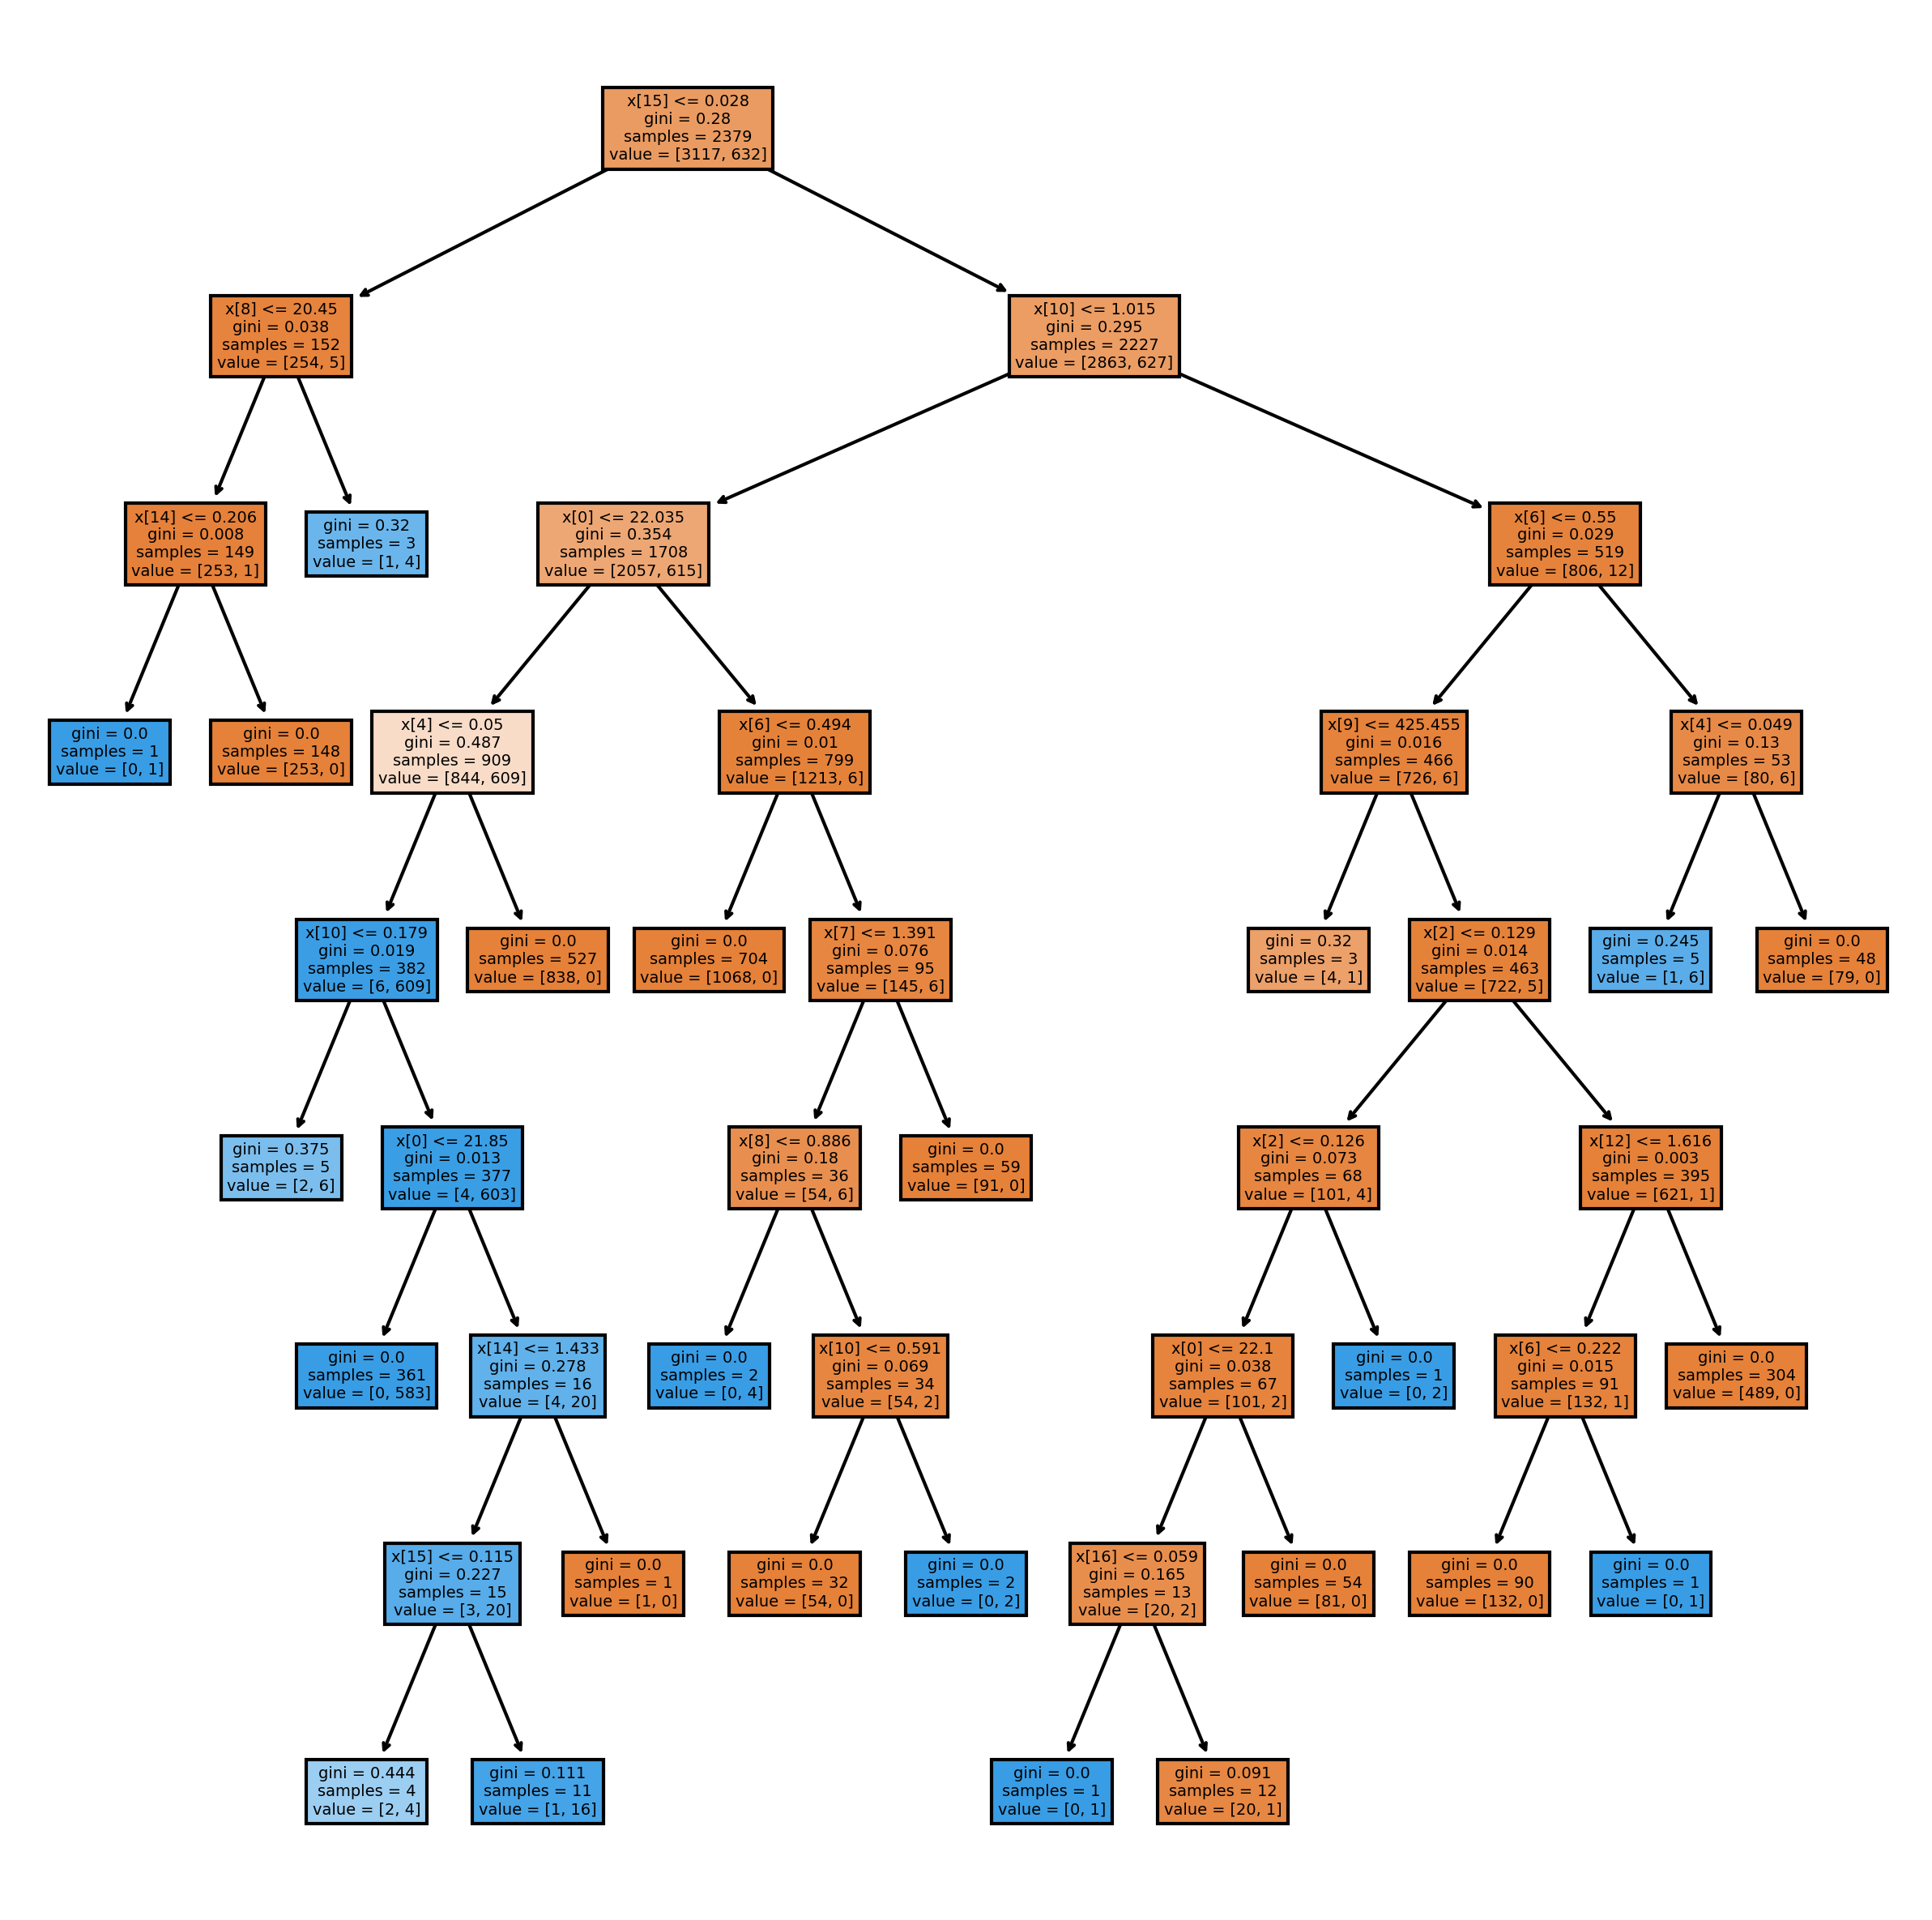 x[15] <= 0.028
gini = 0.28
samples = 2379
value = [3117, 632]
x[8] <= 20.45
gini = 0.038
samples = 152
value = [254, 5]
x[10] <= 1.015
gini = 0.295
samples = 2227
value = [2863, 627]
x[14] <= 0.206
gini = 0.008
samples = 149
value = [253, 1]
gini = 0.32
samples = 3
value = [1, 4]
x[0] <= 22.035
gini = 0.354
samples = 1708
value = [2057, 615]
x[6] <= 0.55
gini = 0.029
samples = 519
value = [806, 12]
gini = 0.0
samples = 1
value = [0, 1]
gini = 0.0
samples = 148
value = [253, 0]
x[4] <= 0.05
gini = 0.487
samples = 909
value = [844, 609]
x[6] <= 0.494
gini = 0.01
samples = 799
value = [1213, 6]
x[9] <= 425.455
gini = 0.016
samples = 466
value = [726, 6]
x[4] <= 0.049
gini = 0.13
samples = 53
value = [80, 6]
x[10] <= 0.179
gini = 0.019
samples = 382
value = [6, 609]
gini = 0.0
samples = 527
value = [838, 0]
gini = 0.0
samples = 704
value = [1068, 0]
x[7] <= 1.391
gini = 0.076
samples = 95
value = [145, 6]
gini = 0.32
samples = 3
value = [4, 1]
x[2] <= 0.129
gini = 0.014
samples = 463
value = [722, 5]
gini = 0.245
samples = 5
value = [1, 6]
gini = 0.0
samples = 48
value = [79, 0]
gini = 0.375
samples = 5
value = [2, 6]
x[0] <= 21.85
gini = 0.013
samples = 377
value = [4, 603]
x[8] <= 0.886
gini = 0.18
samples = 36
value = [54, 6]
gini = 0.0
samples = 59
value = [91, 0]
x[2] <= 0.126
gini = 0.073
samples = 68
value = [101, 4]
x[12] <= 1.616
gini = 0.003
samples = 395
value = [621, 1]
gini = 0.0
samples = 361
value = [0, 583]
x[14] <= 1.433
gini = 0.278
samples = 16
value = [4, 20]
gini = 0.0
samples = 2
value = [0, 4]
x[10] <= 0.591
gini = 0.069
samples = 34
value = [54, 2]
x[0] <= 22.1
gini = 0.038
samples = 67
value = [101, 2]
gini = 0.0
samples = 1
value = [0, 2]
x[6] <= 0.222
gini = 0.015
samples = 91
value = [132, 1]
gini = 0.0
samples = 304
value = [489, 0]
x[15] <= 0.115
gini = 0.227
samples = 15
value = [3, 20]
gini = 0.0
samples = 1
value = [1, 0]
gini = 0.0
samples = 32
value = [54, 0]
gini = 0.0
samples = 2
value = [0, 2]
x[16] <= 0.059
gini = 0.165
samples = 13
value = [20, 2]
gini = 0.0
samples = 54
value = [81, 0]
gini = 0.0
samples = 90
value = [132, 0]
gini = 0.0
samples = 1
value = [0, 1]
gini = 0.444
samples = 4
value = [2, 4]
gini = 0.111
samples = 11
value = [1, 16]
gini = 0.0
samples = 1
value = [0, 1]
gini = 0.091
samples = 12
value = [20, 1]